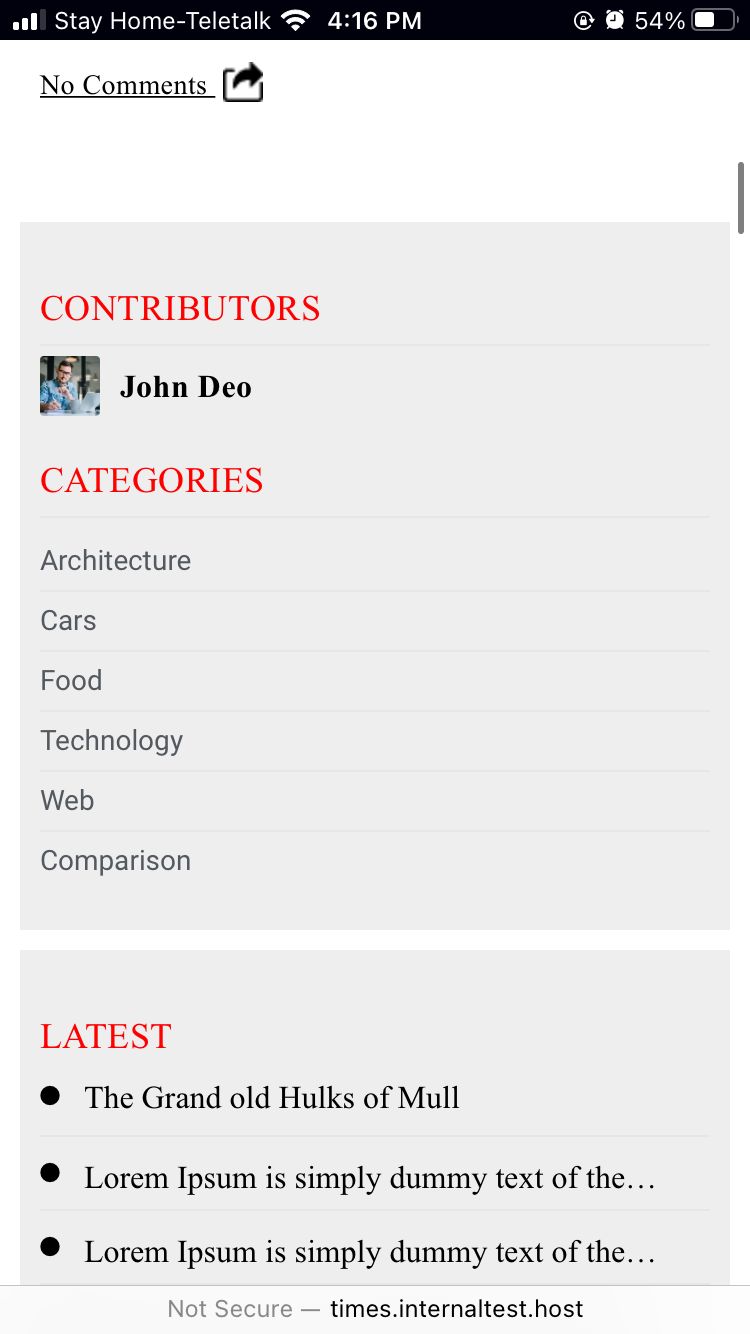 Stay Home-Teletalk 4:16 PM 54%
No Comments
CONTRIBUTORS
John Deo
CATEGORIES
Architecture
Cars
Food
Technology
Web
Comparison
LATEST
The Grand old Hulks of Mull
Lorem Ipsum is simply dummy text of the…
Lorem Ipsum is simply dummy text of the…
Not Secure — times.internaltest.host